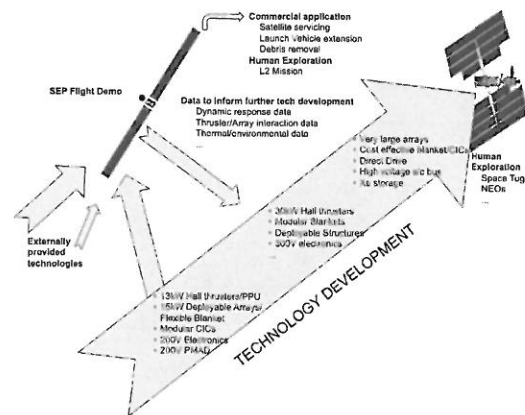 Commercial application
Satellite servicing
Launch Vehicle extension
Debris removal
Human Exploration
L2 Mission
SEP Flight Demo
Data to inform further tech development
Dynamic response data
Thruster/Array interaction data
Thermal/environmental data
...
Very large arrays
Cost effective blanket/CICs
Direct Drive
High voltage s/c bus
Xe storage
Human
Exploration
Space Tug
NEOs
...
30kW Hall thrusters
Modular Blankets
Deployable Structures
300V electronics
Externally
provided
technologies
TECHNOLOGY DEVELOPMENT
13kW Hall thrusters/PPU
15kW Deployable Arrays/
Flexible Blanket
Modular CICs
200V Electronics
200V PMAD